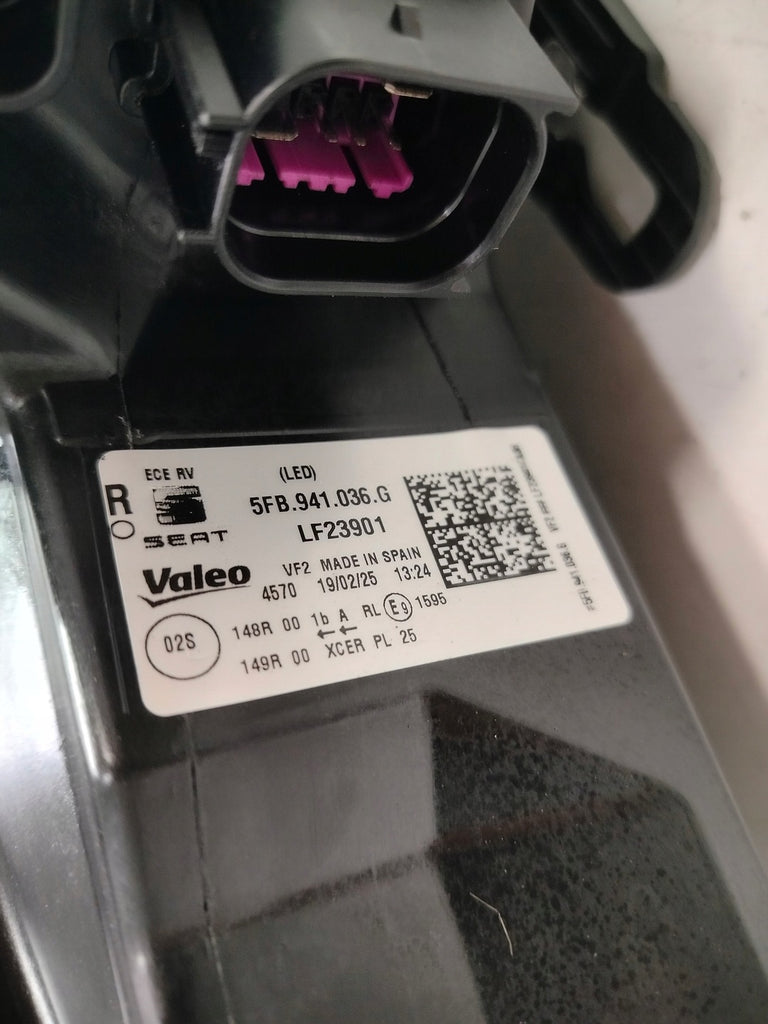 ECE RV
(LED)
R
SEAT
5FB.941.036.G
LF23901
Valeo
VF2 MADE IN SPAIN
4570 19/02/25 13:24
02S
148R 00 1b A RL E9 1595
←←
149R 00 XCER PL 25